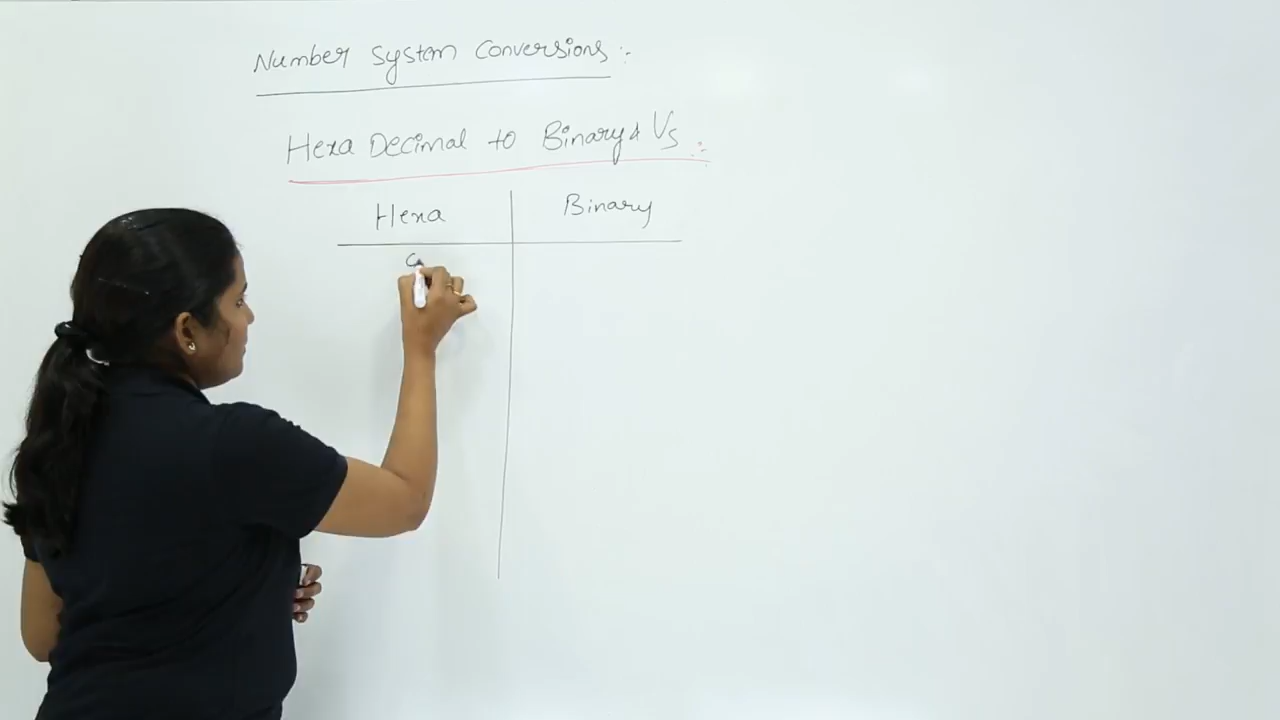 Number System Conversions :-
Hexa Decimal to Binary & Vs :-
Hexa Binary